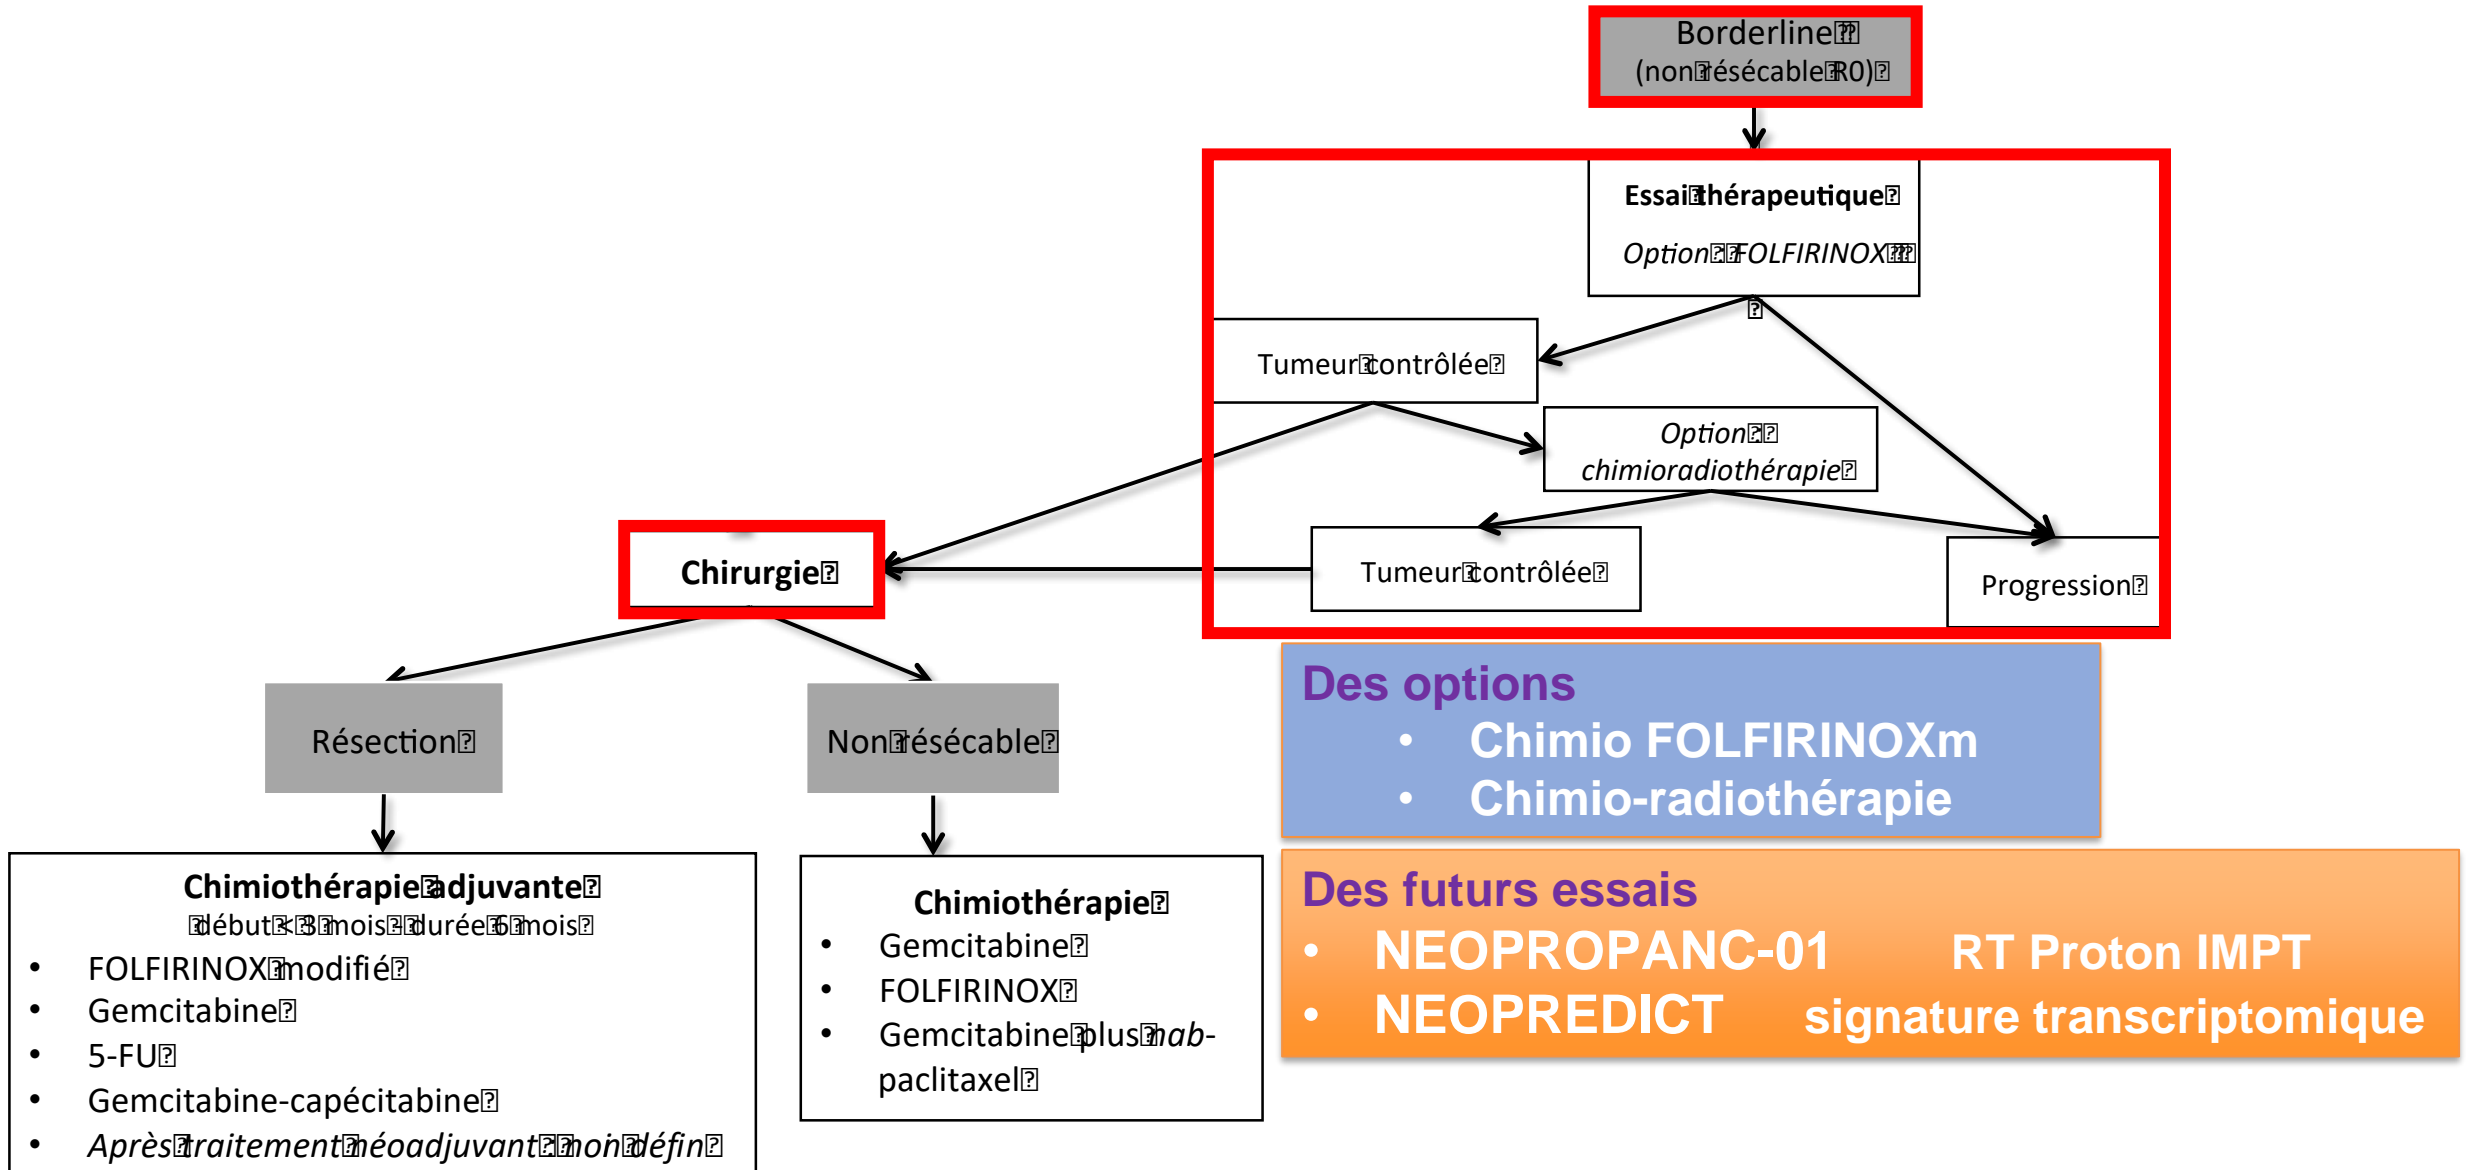 Borderline
(non résécable R0)
Essai thérapeutique
Option : FOLFIRINOX
Tumeur contrôlée
Option :
chimioradiothérapie
Tumeur contrôlée
Progression
Chirurgie
Résection
Non résécable
Chimiothérapie adjuvante
début < 3 mois - durée 6 mois
• FOLFIRINOX modifié
• Gemcitabine
• 5-FU
• Gemcitabine-capécitabine
• Après traitement néoadjuvant : non défin
Chimiothérapie
• Gemcitabine
• FOLFIRINOX
• Gemcitabine plus nab-
paclitaxel
Des options
• Chimio FOLFIRINOXm
• Chimio-radiothérapie
Des futurs essais
• NEOPROPANC-01 RT Proton IMPT
• NEOPREDICT signature transcriptomique